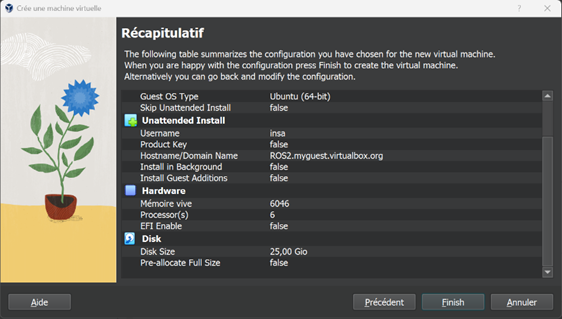 Crée une machine virtuelle
?
Récapitulatif
The following table summarizes the configuration you have chosen for the new virtual machine.
When you are happy with the configuration press Finish to create the virtual machine.
Alternatively you can go back and modify the configuration.
Guest OS Type Ubuntu (64-bit)
Skip Unattended Install false
Unattended Install
Username insa
Product Key false
Hostname/Domain Name ROS2.myguest.virtualbox.org
Install in Background false
Install Guest Additions false
Hardware
Mémoire vive 6046
Processor(s) 6
EFI Enable false
Disk
Disk Size 25,00 Gio
Pre-allocate Full Size false
Aide Précédent Finish Annuler